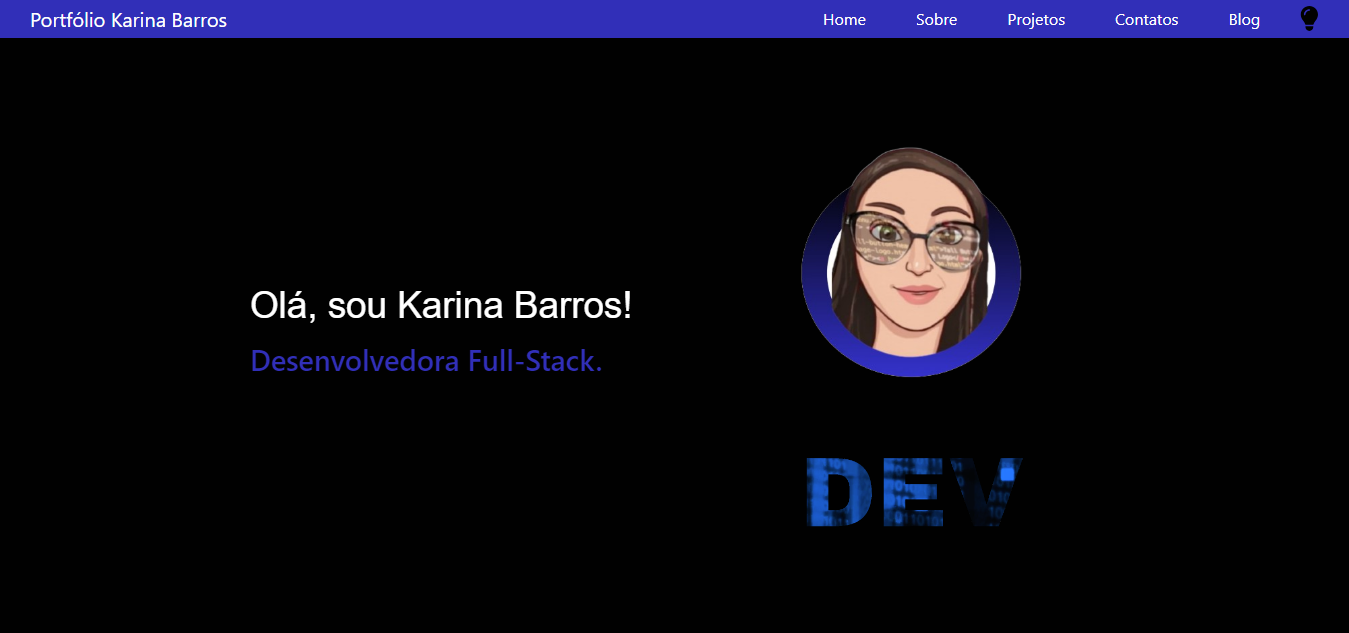 Portfólio Karina Barros
Home Sobre Projetos Contatos Blog
Olá, sou Karina Barros!
Desenvolvedora Full-Stack.
DEV